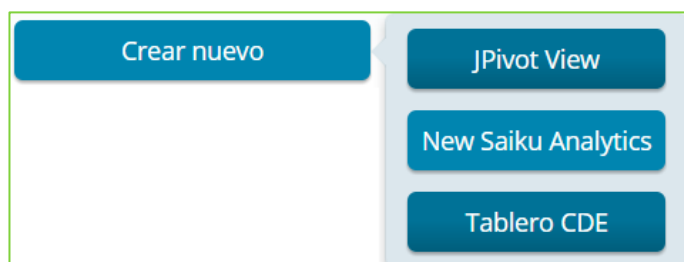 Crear nuevo
JPivot View
New Saiku Analytics
Tablero CDE